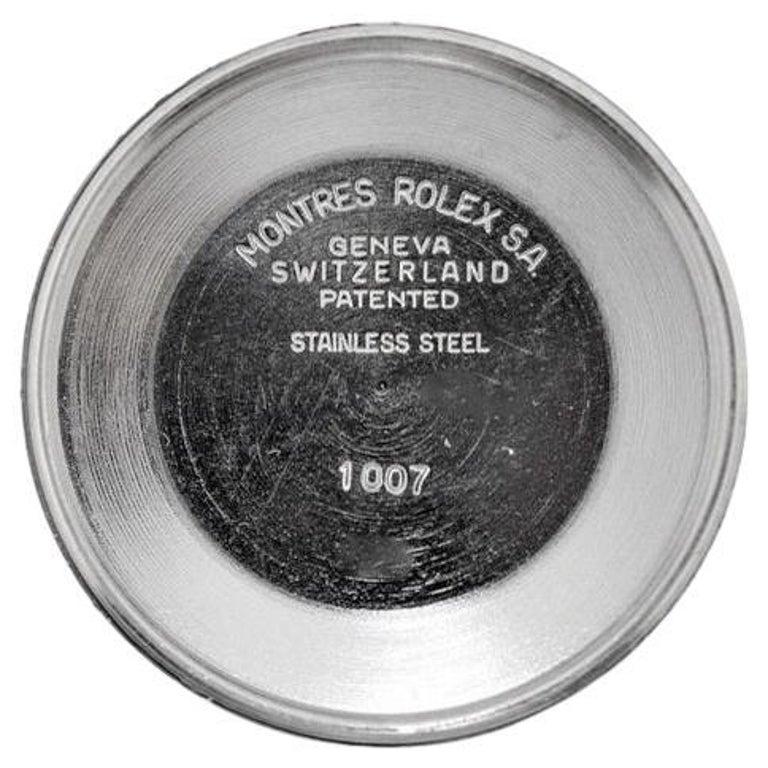 MONTRES ROLEX S.A.
GENEVA
SWITZERLAND
PATENTED
STAINLESS STEEL
1007